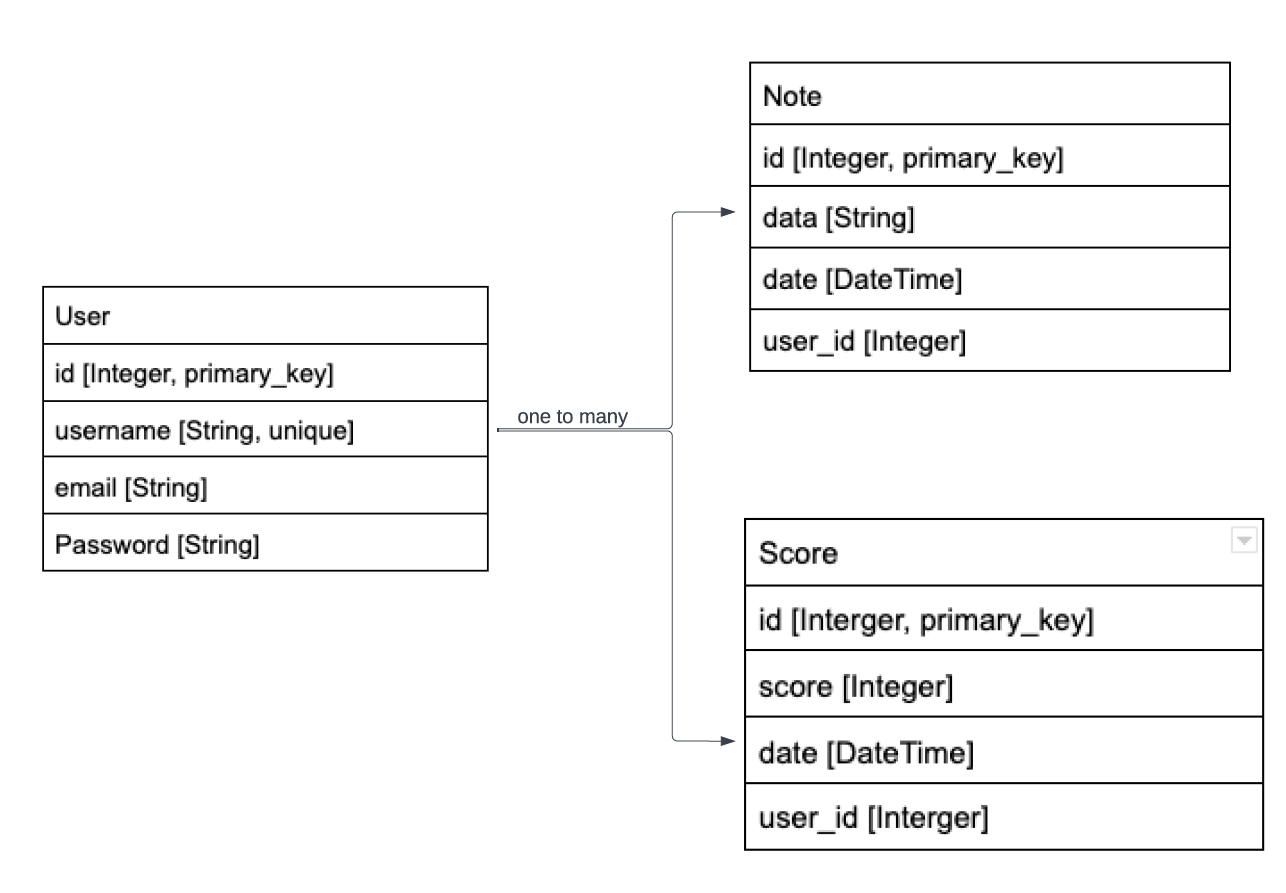 User
id [Integer, primary_key]
username [String, unique]
email [String]
Password [String]
one to many
Note
id [Integer, primary_key]
data [String]
date [DateTime]
user_id [Integer]
Score
id [Interger, primary_key]
score [Integer]
date [DateTime]
user_id [Interger]